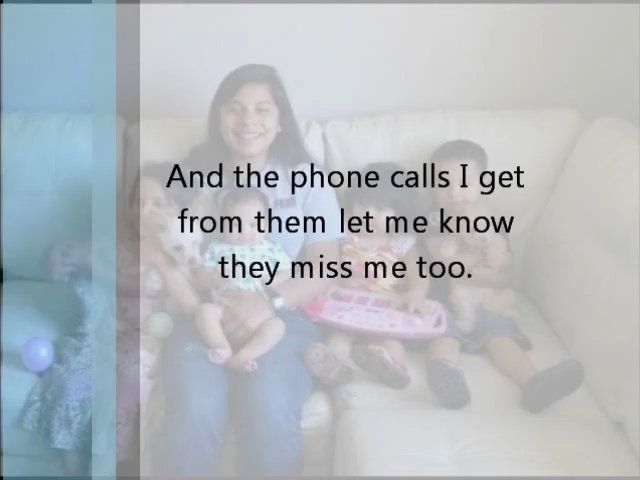 And the phone calls I get
from them let me know
they miss me too.